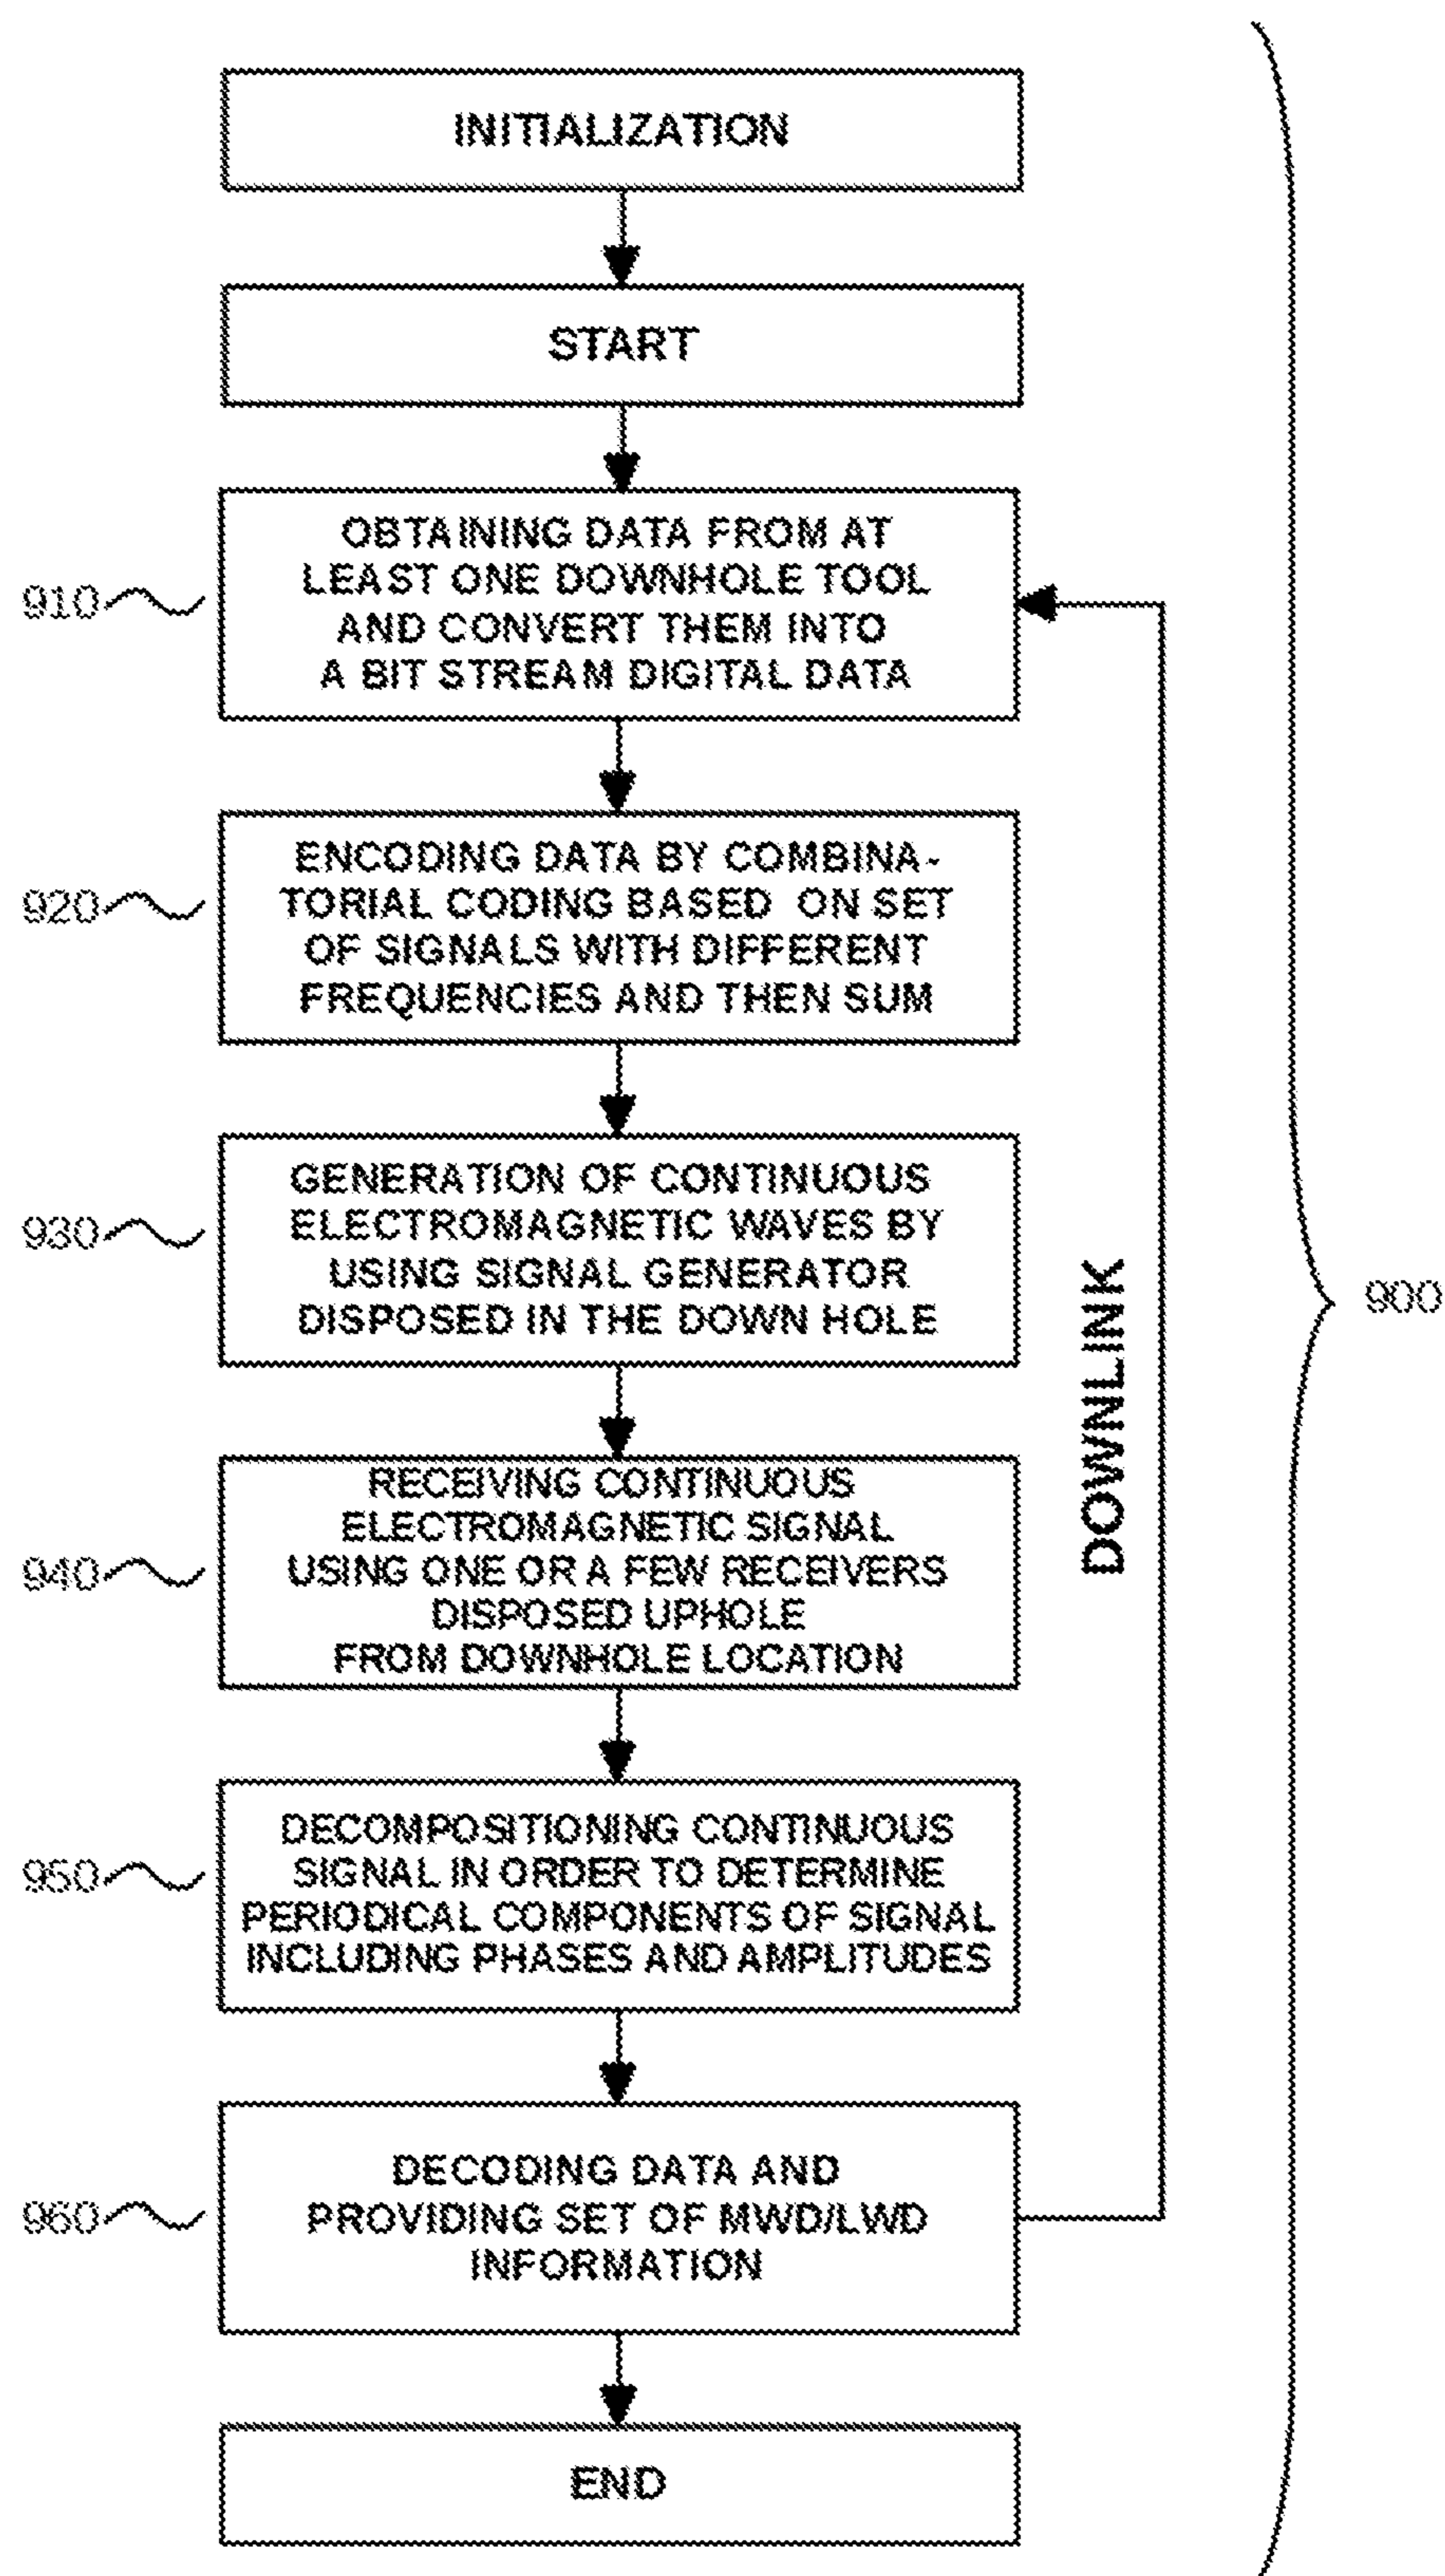 INITIALIZATION
START
910
OBTAINING DATA FROM AT
LEAST ONE DOWNHOLE TOOL
AND CONVERT THEM INTO
A BIT STREAM DIGITAL DATA
920
ENCODING DATA BY COMBINA-
TORIAL CODING BASED ON SET
OF SIGNALS WITH DIFFERENT
FREQUENCIES AND THEN SUM
930
GENERATION OF CONTINUOUS
ELECTROMAGNETIC WAVES BY
USING SIGNAL GENERATOR
DISPOSED IN THE DOWN HOLE
DOWNLINK
900
940
RECEIVING CONTINUOUS
ELECTROMAGNETIC SIGNAL
USING ONE OR A FEW RECEIVERS
DISPOSED UPHOLE
FROM DOWNHOLE LOCATION
950
DECOMPOSITIONING CONTINUOUS
SIGNAL IN ORDER TO DETERMINE
PERIODICAL COMPONENTS OF SIGNAL
INCLUDING PHASES AND AMPLITUDES
960
DECODING DATA AND
PROVIDING SET OF MWD/LWD
INFORMATION
END